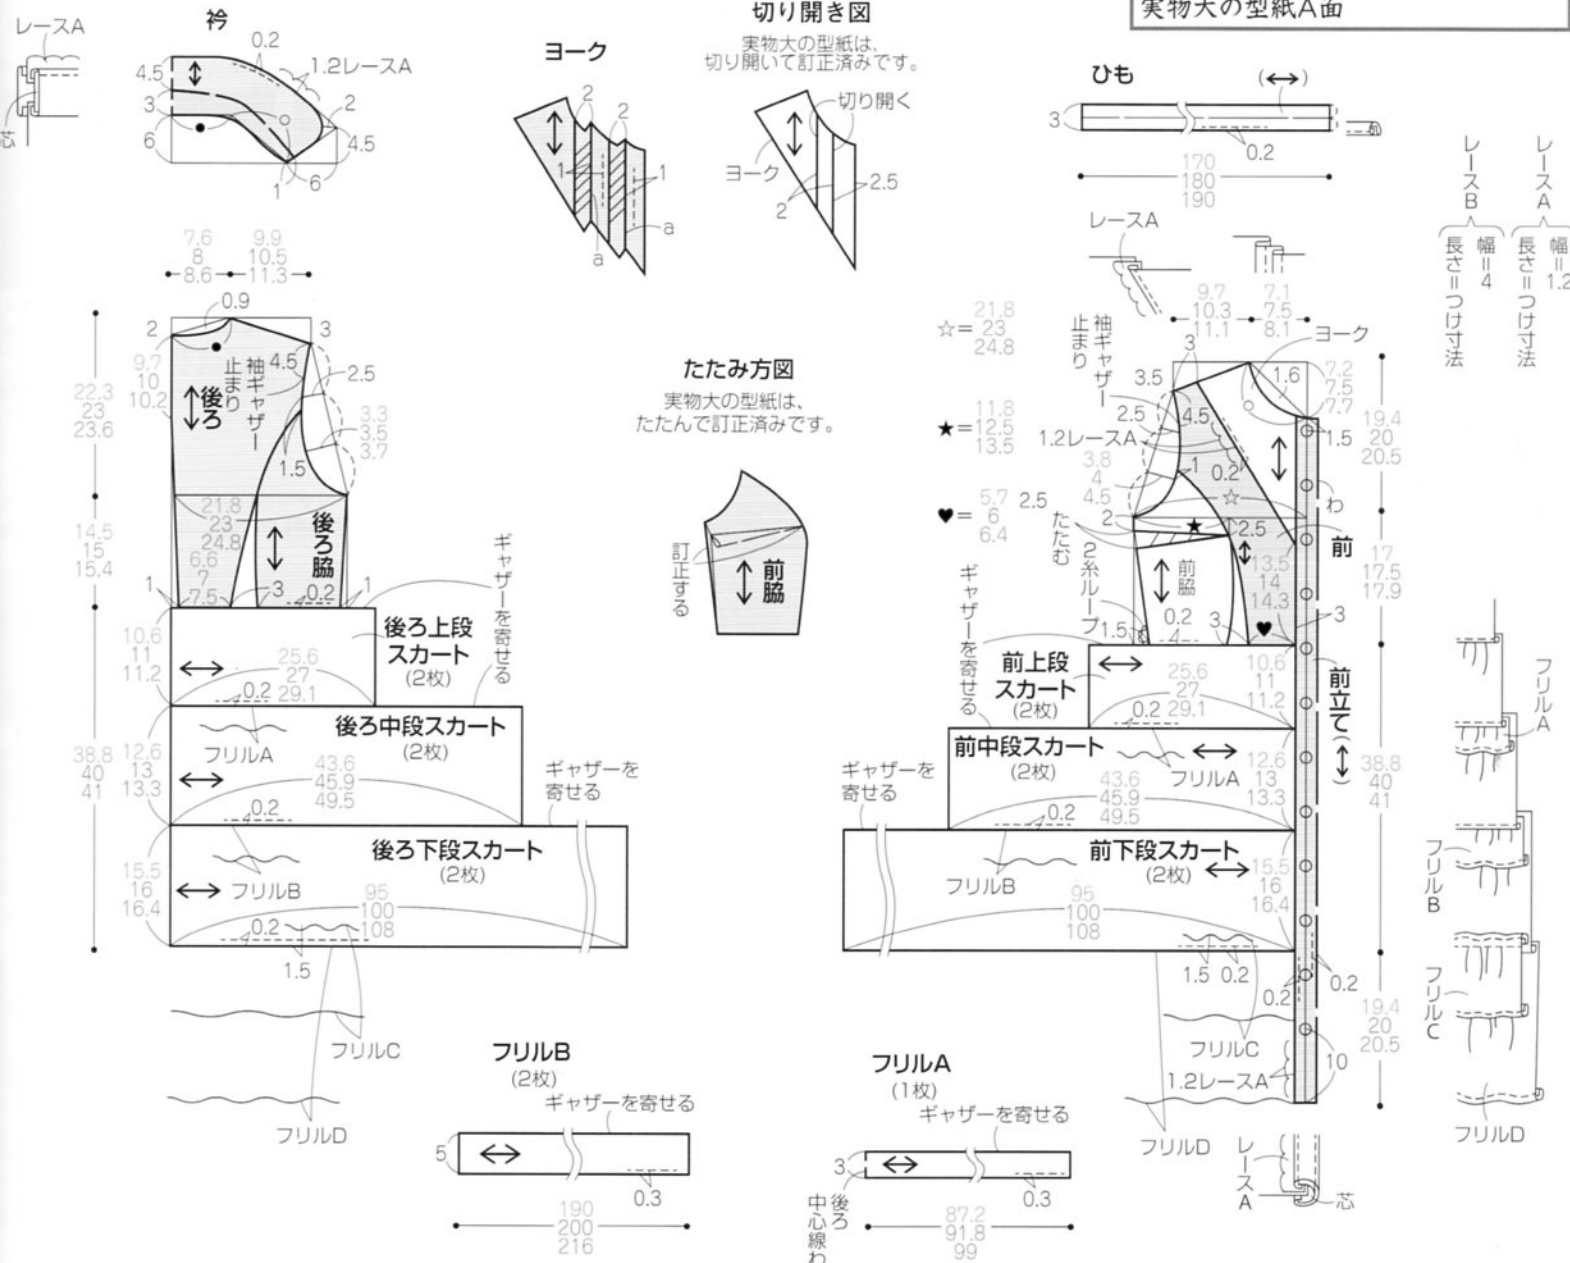 レースA
芯
衿
0.2
1.2レースA
4.5
3
6
●
○
2
4.5
1
6
ヨーク
2
2
1
1
a
a
切り開き図
実物大の型紙は、
切り開いて訂正済みです。
切り開く
ヨーク
2
2.5
実物大の型紙A面
ひも
(↔)
3
0.2
170
180
190
レースB
幅=4
長さ=つけ寸法
レースA
幅=1.2
長さ=つけ寸法
7.6
8
8.6
9.9
10.5
11.3
0.9
2
3
●
4.5
2.5
9.7
10
10.2
袖ギャザー
止まり
後ろ
22.3
23
23.6
3.3
3.5
3.7
1.5
21.8
23
24.8
後ろ脇
14.5
15
15.4
6.6
7
7.5
1
3
0.2
1
ギャザーを寄せる
後ろ上段
スカート
(2枚)
10.6
11
11.2
25.6
27
29.1
0.2
後ろ中段スカート
(2枚)
フリルA
38.8
40
41
12.6
13
13.3
43.6
45.9
49.5
0.2
ギャザーを
寄せる
後ろ下段スカート
(2枚)
15.5
16
16.4
フリルB
95
100
108
0.2
1.5
フリルC
フリルD
たたみ方図
実物大の型紙は、
たたんで訂正済みです。
訂正する
前脇
☆=
21.8
23
24.8
★=
11.8
12.5
13.5
♥=
5.7
6
6.4
レースA
9.7
10.3
11.1
7.1
7.5
8.1
袖ギャザー
止まり
3
ヨーク
3.5
1.6
7.2
7.5
7.7
○
4.5
2.5
1.2レースA
1.5
19.4
20
20.5
3.8
4
4.5
1
0.2
☆
わ
2.5
2
★
2.5
たたむ
前
2糸ループ
前脇
13.5
14
14.3
17
17.5
17.9
0.2
1.5
3
♥
3
ギャザーを寄せる
前上段
スカート
(2枚)
25.6
27
29.1
10.6
11
11.2
0.2
前立て(↔)
前中段スカート
(2枚)
フリルA
12.6
13
13.3
43.6
45.9
49.5
0.2
38.8
40
41
ギャザーを
寄せる
前下段スカート
(2枚)
フリルB
15.5
16
16.4
95
100
108
1.5
0.2
0.2
0.2
フリルC
19.4
20
20.5
1.2レースA
10
フリルD
レースA
芯
フリルA
フリルB
フリルC
フリルD
フリルB
(2枚)
ギャザーを寄せる
5
0.3
190
200
216
フリルA
(1枚)
ギャザーを寄せる
3
0.3
後ろ
中心線わ
87.2
91.8
99